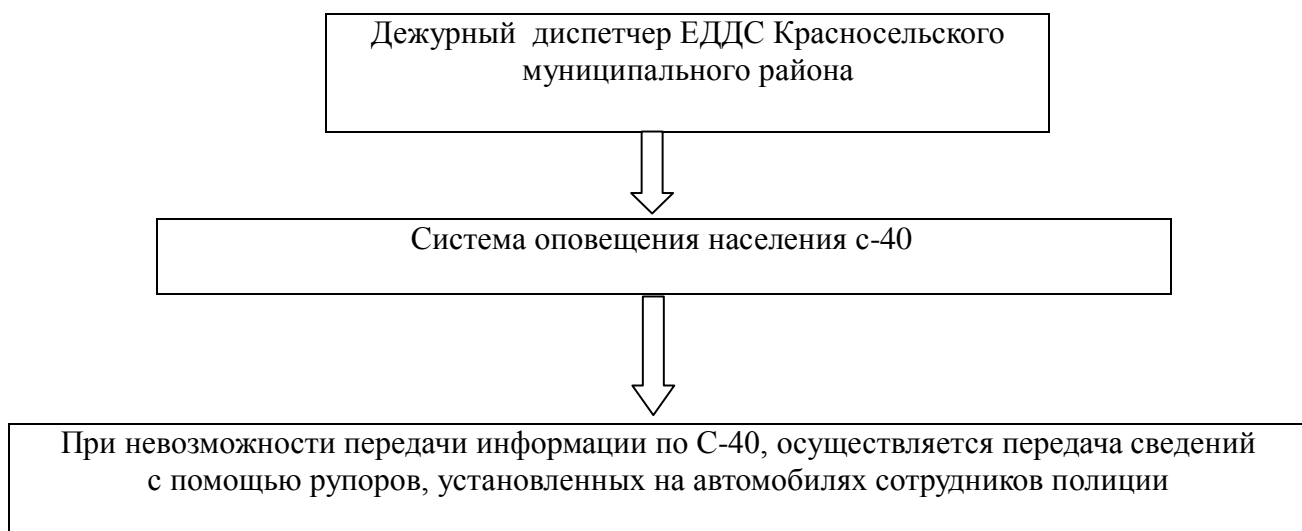 Дежурный диспетчер ЕДДС Красносельского
муниципального района
Система оповещения населения с-40
При невозможности передачи информации по С-40, осуществляется передача сведений
с помощью рупоров, установленных на автомобилях сотрудников полиции